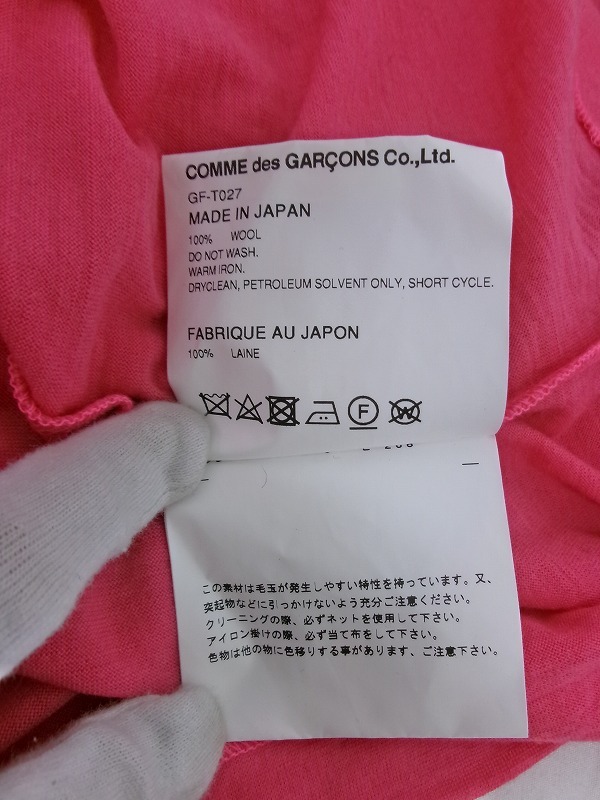 COMME des GARÇONS Co.,Ltd.
GF-T027
MADE IN JAPAN
100% WOOL
DO NOT WASH.
WARM IRON.
DRYCLEAN, PETROLEUM SOLVENT ONLY, SHORT CYCLE.
FABRIQUE AU JAPON
100% LAINE
F W
この素材は毛玉が発生しやすい特性を持っています。又、
突起物などに引っかけないよう充分ご注意ください。
クリーニングの際、必ずネットを使用して下さい。
アイロン掛けの際、必ず当て布をして下さい。
色物は他の物に色移りする事があります、ご注意下さい。